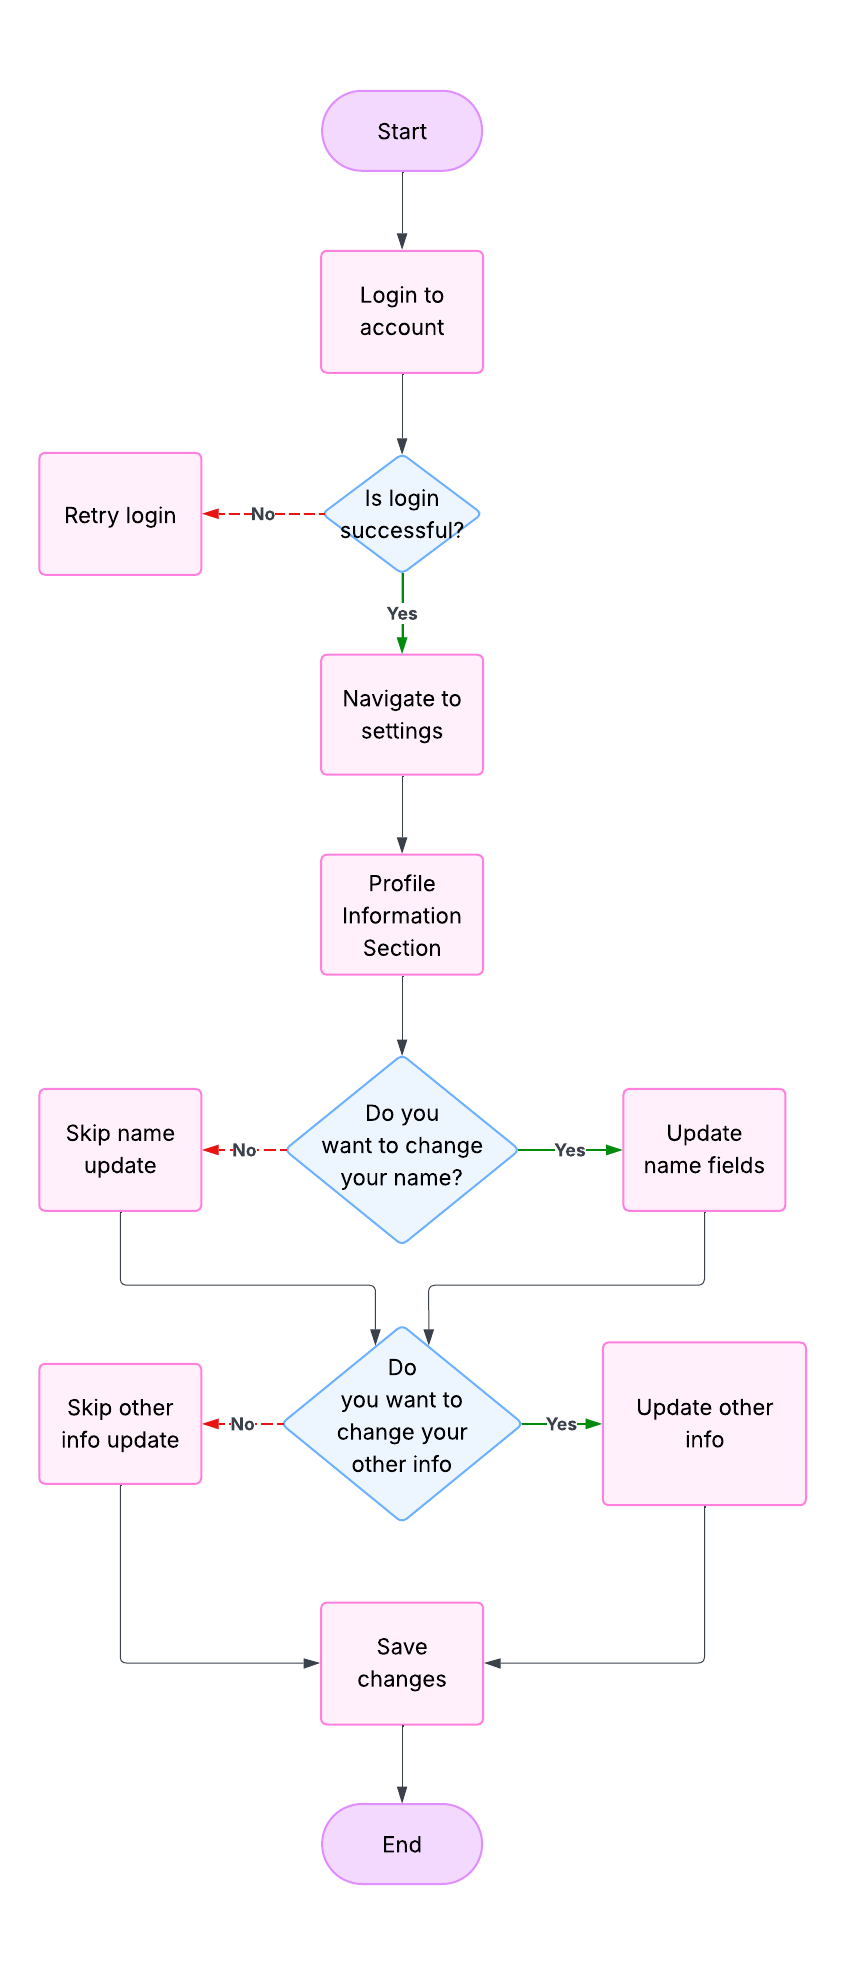 Start
Login to
account
Is login
successful?
No
Retry login
Yes
Navigate to
settings
Profile
Information
Section
Do you
want to change
your name?
No
Skip name
update
Yes
Update
name fields
Do
you want to
change your
other info
No
Skip other
info update
Yes
Update other
info
Save
changes
End